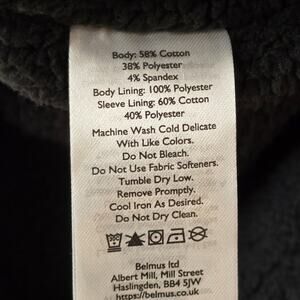 Body: 58% Cotton
38% Polyester
4% Spandex
Body Lining: 100% Polyester
Sleeve Lining: 60% Cotton
40% Polyester
Machine Wash Cold Delicate
With Like Colors.
Do Not Bleach.
Do Not Use Fabric Softeners.
Tumble Dry Low.
Remove Promptly.
Cool Iron As Desired.
Do Not Dry Clean.
Belmus ltd
Albert Mill, Mill Street
Haslingden, BB4 5JW
https://belmus.co